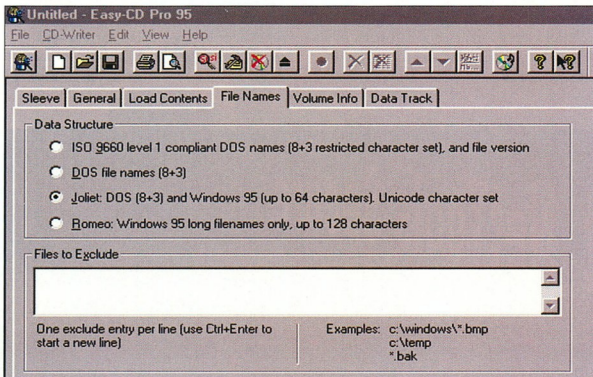 Untitled - Easy-CD Pro 95
File CD-Writer Edit View Help
Sleeve General Load Contents File Names Volume Info Data Track
Data Structure
ISO 9660 level 1 compliant DOS names (8+3 restricted character set), and file version
DOS file names (8+3)
Joliet: DOS (8+3) and Windows 95 (up to 64 characters). Unicode character set
Romeo: Windows 95 long filenames only, up to 128 characters
Files to Exclude
One exclude entry per line (use Ctrl+Enter to
start a new line)
Examples: c:\windows\*.bmp
c:\temp
*.bak